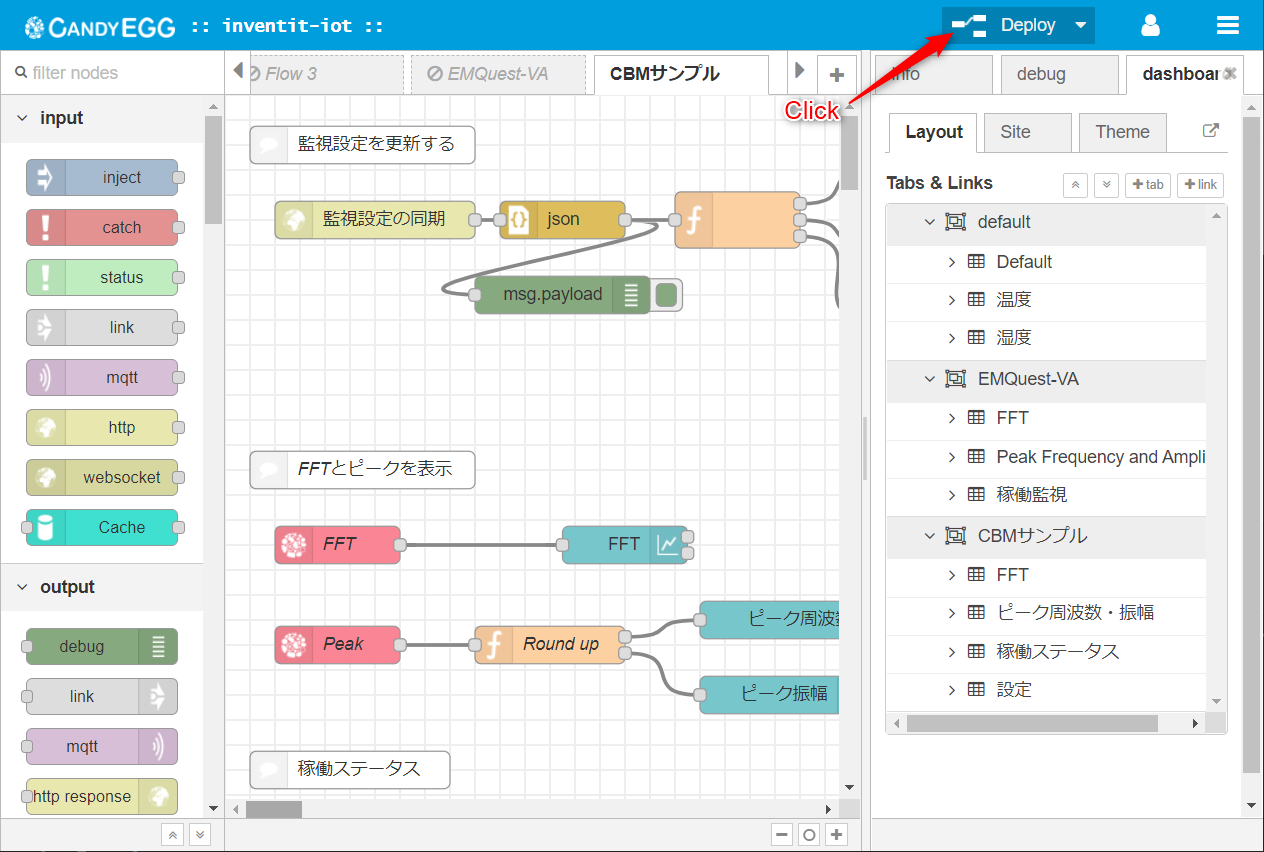 CANDYEGG :: inventit-iot ::
Deploy
Click
filter nodes
input
inject
catch
status
link
mqtt
http
websocket
Cache
output
debug
link
mqtt
http response
Flow 3
EMQuest-VA
CBMサンプル
監視設定を更新する
監視設定の同期
json
msg.payload
FFTとピークを表示
FFT
FFT
Peak
Round up
ピーク周波数
ピーク振幅
稼働ステータス
info
debug
dashboar
Layout
Site
Theme
Tabs & Links
tab
link
default
Default
温度
湿度
EMQuest-VA
FFT
Peak Frequency and Ampli
稼働監視
CBMサンプル
FFT
ピーク周波数・振幅
稼働ステータス
設定